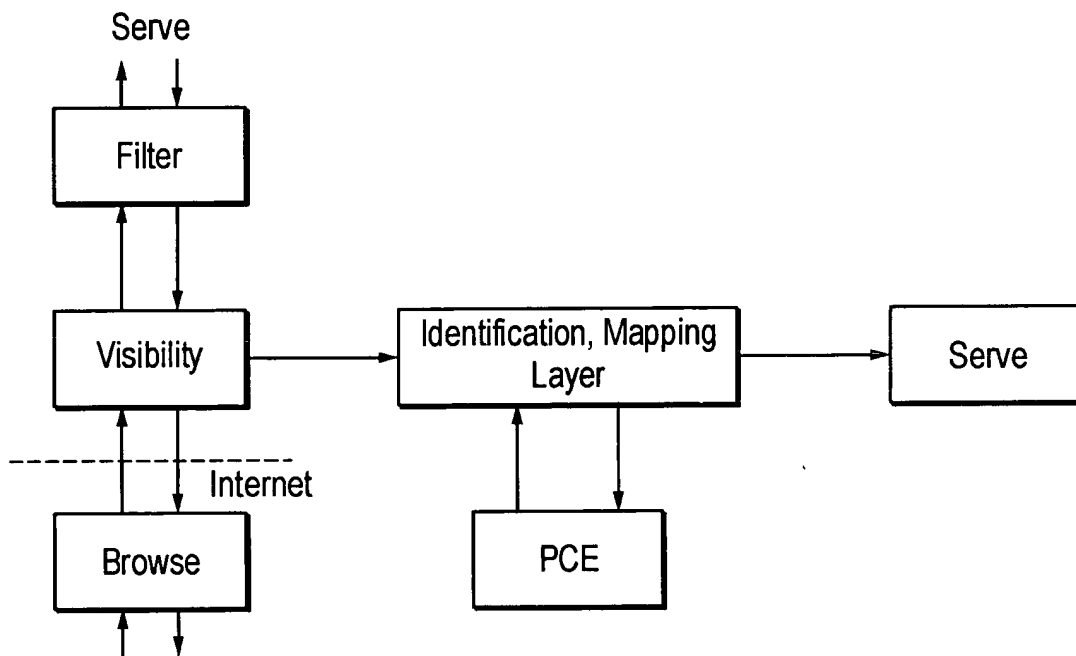 Serve
Filter
Visibility
Identification, Mapping
Layer
Serve
Internet
Browse
PCE